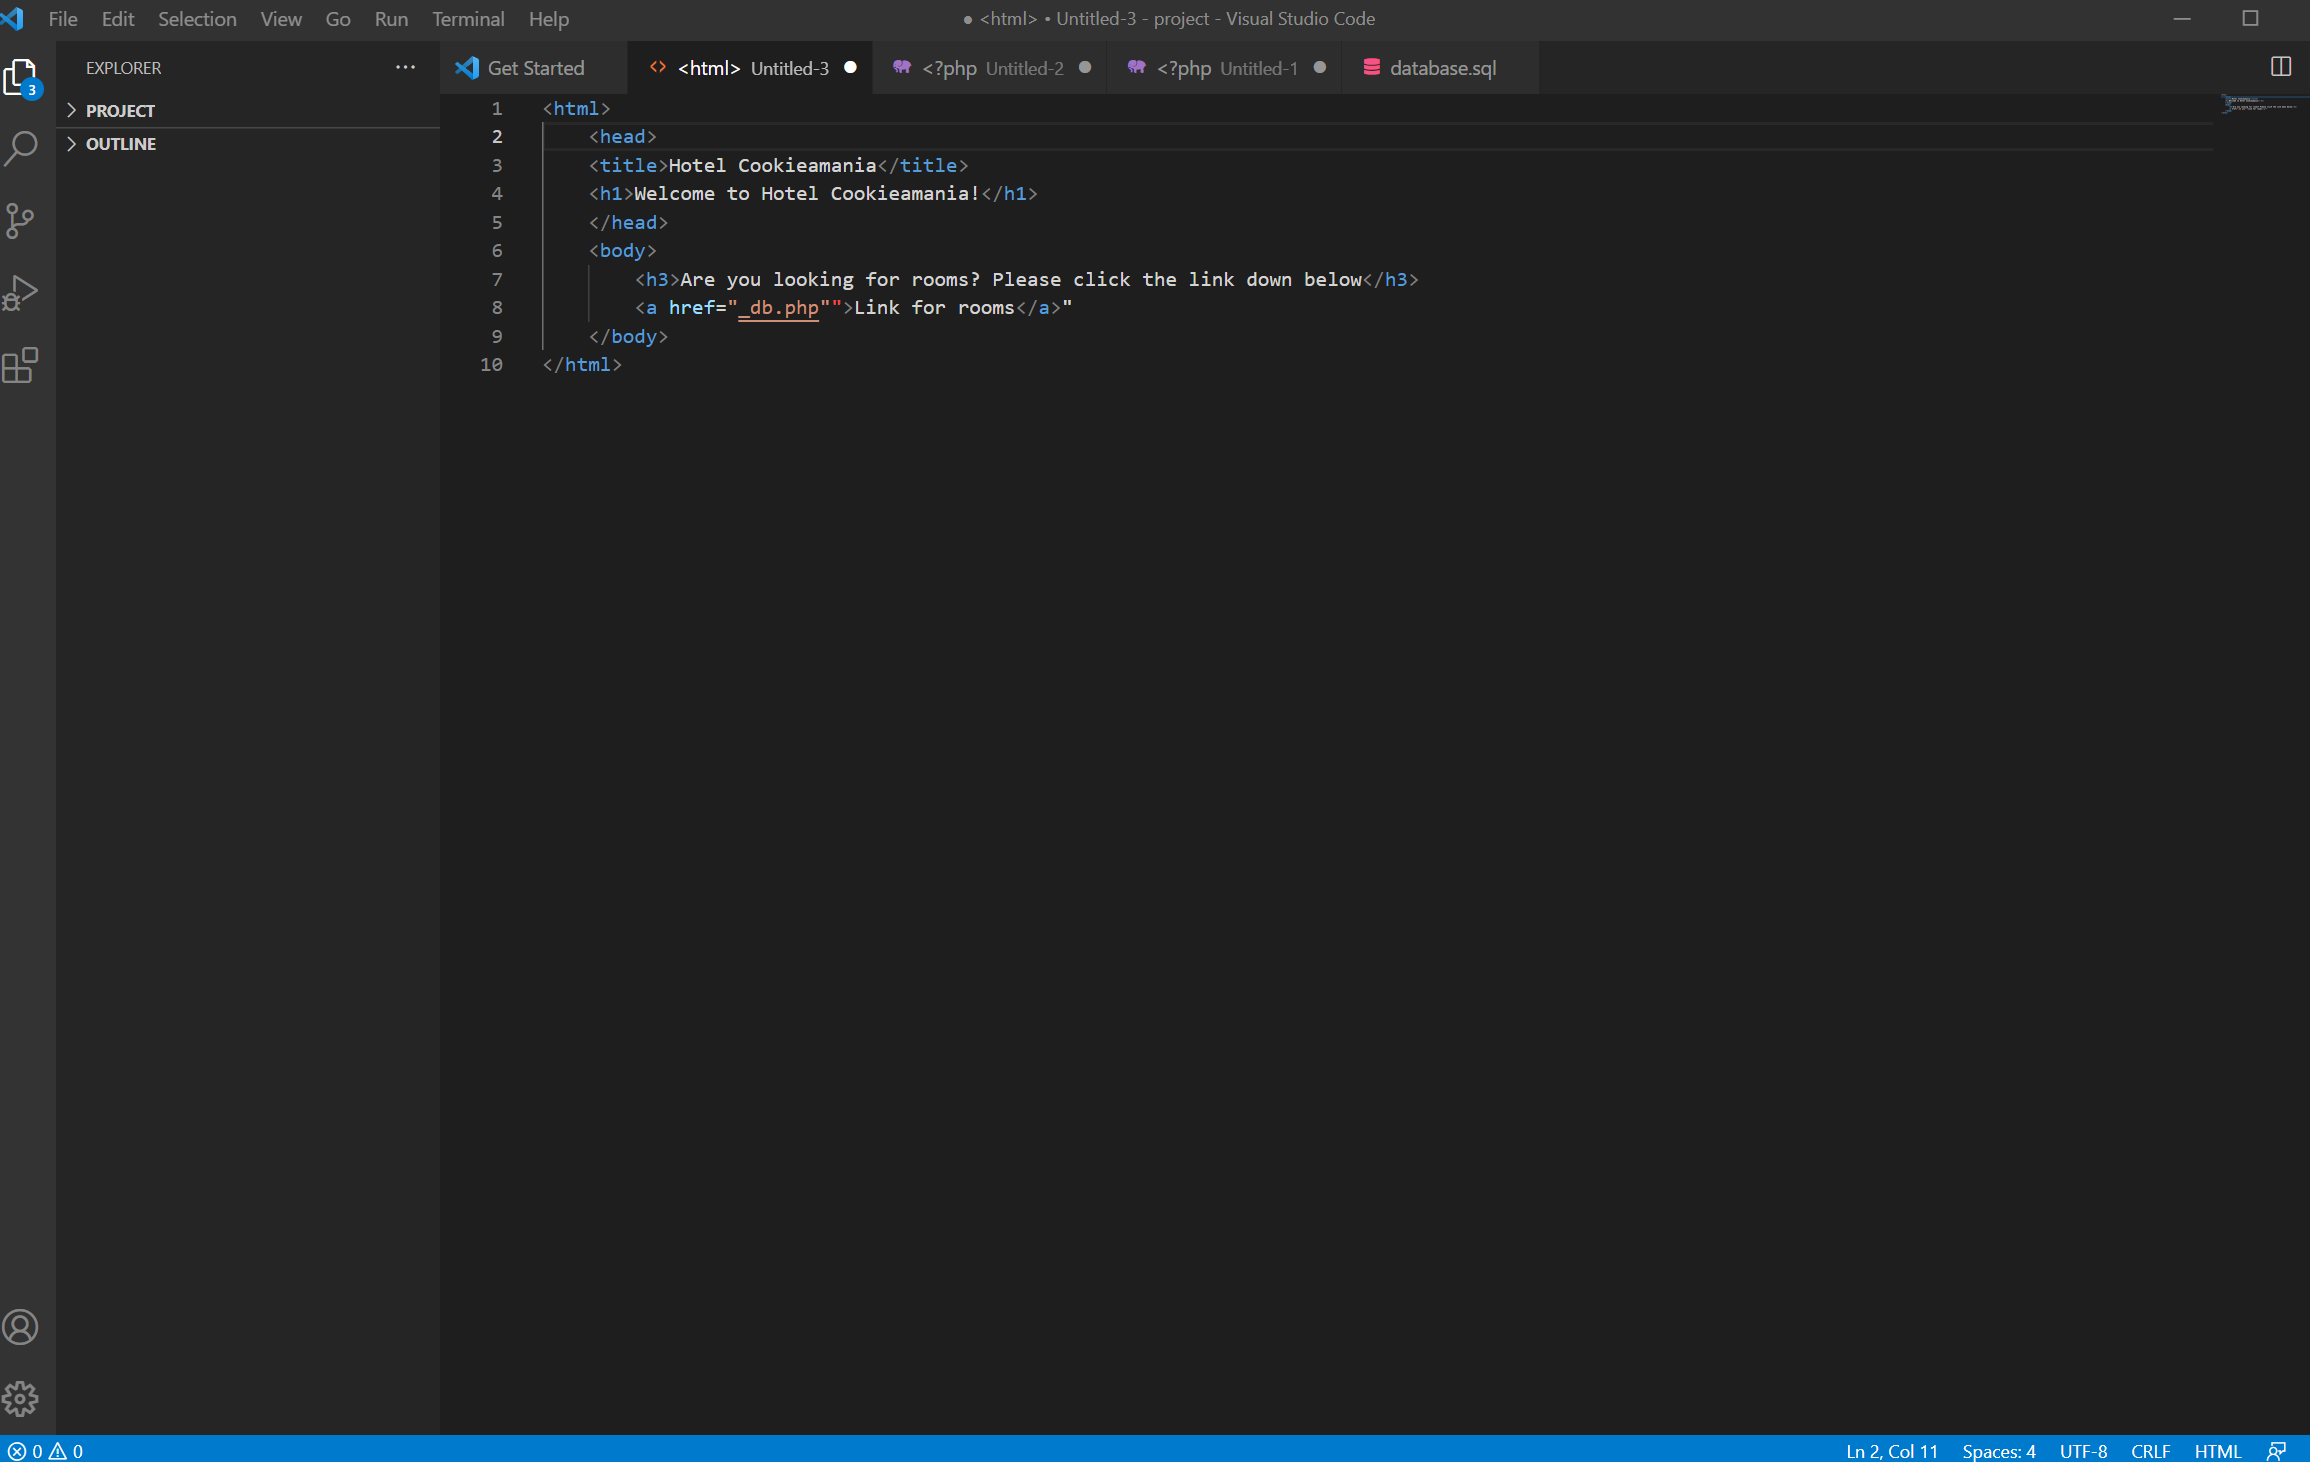 File Edit Selection View Go Run Terminal Help
● <html> • Untitled-3 - project - Visual Studio Code
EXPLORER ···
3
PROJECT
OUTLINE
Get Started <html> Untitled-3 <?php Untitled-2 <?php Untitled-1 database.sql
1 <html>
2 <head>
3 <title>Hotel Cookieamania</title>
4 <h1>Welcome to Hotel Cookieamania!</h1>
5 </head>
6 <body>
7 <h3>Are you looking for rooms? Please click the link down below</h3>
8 <a href="_db.php"">Link for rooms</a>"
9 </body>
10 </html>
0 0 Ln 2, Col 11 Spaces: 4 UTF-8 CRLF HTML